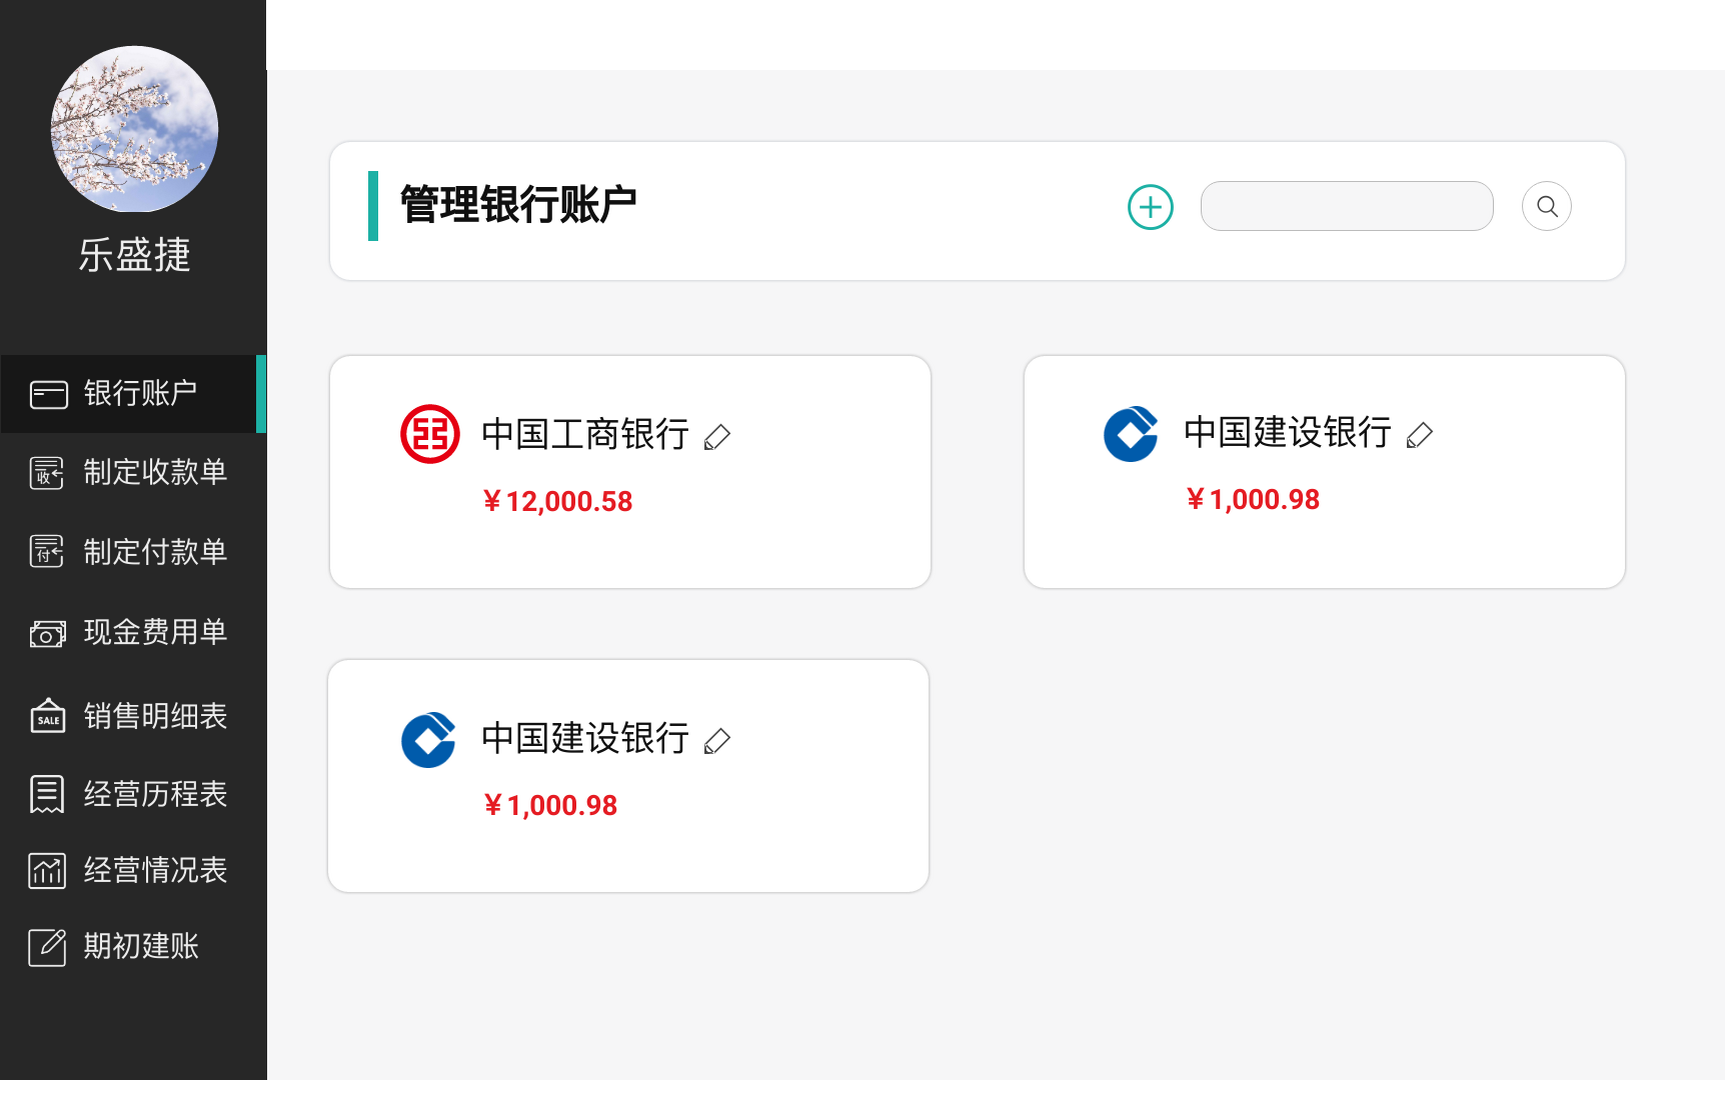 乐盛捷
银行账户
收
制定收款单
付
制定付款单
现金费用单
SALE
销售明细表
经营历程表
经营情况表
期初建账
管理银行账户
中国工商银行
￥12,000.58
中国建设银行
￥1,000.98
中国建设银行
￥1,000.98